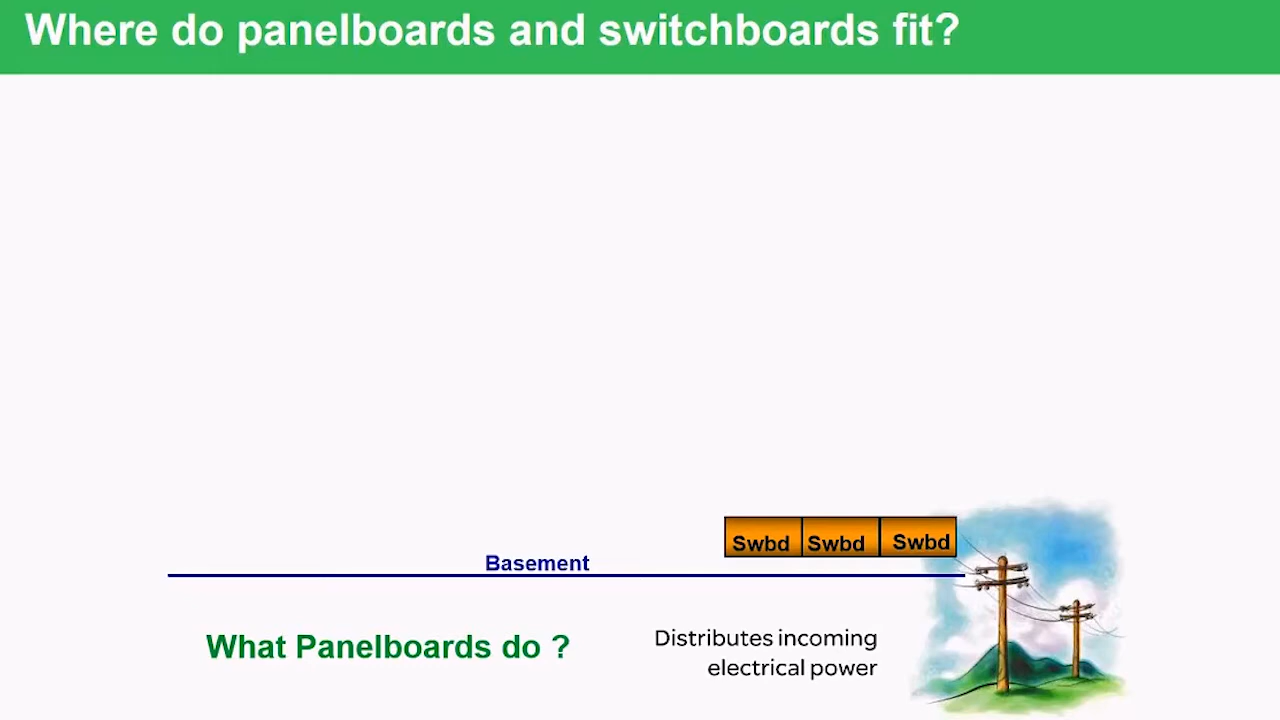 Where do panelboards and switchboards fit?
Swbd Swbd Swbd
Basement
What Panelboards do ?
Distributes incoming
electrical power